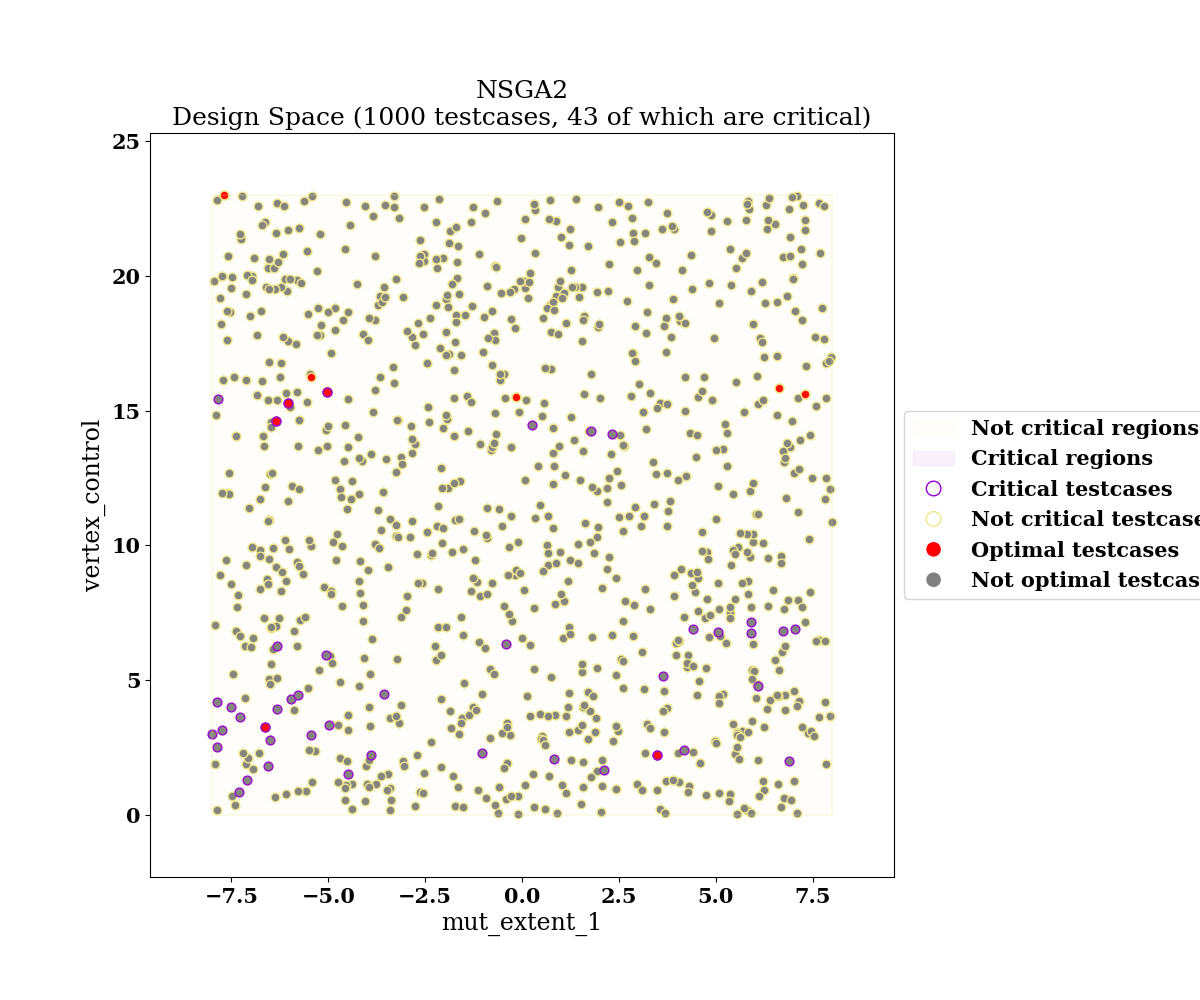 NSGA2
Design Space (1000 testcases, 43 of which are critical)
25
20
15
10
5
0
vertex_control
−7.5 −5.0 −2.5 0.0 2.5 5.0 7.5
mut_extent_1
Not critical regions
Critical regions
Critical testcases
Not critical testcase
Optimal testcases
Not optimal testcas